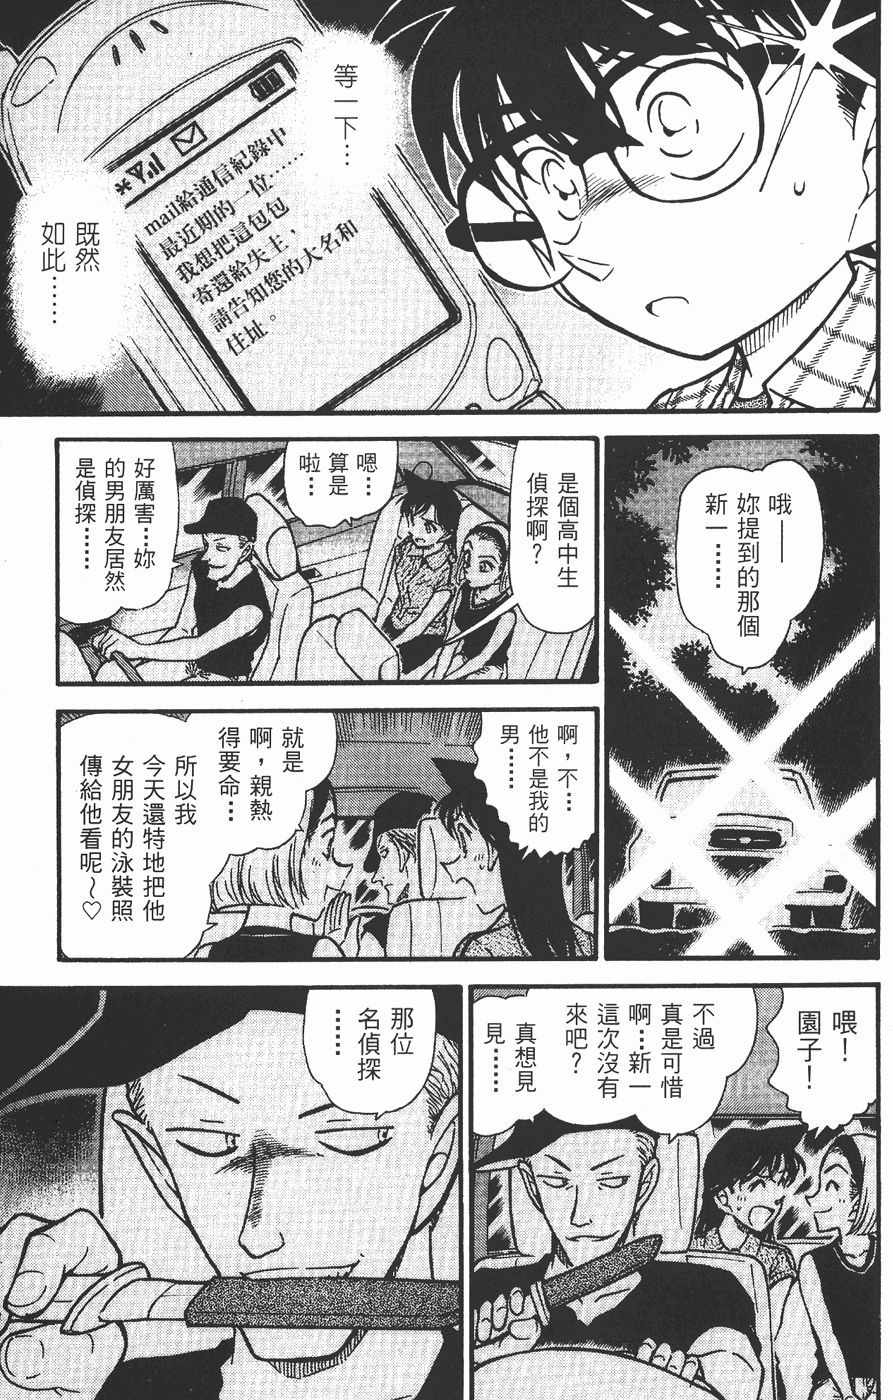 等一下…
mail給通信紀錄中
最近期的一位……
我想把這包包
寄還給失主，
請告知您的大名和
住址。
既然
如此……
哦──
妳提到的那個
新一……
是個高中生
偵探啊？
嗯…
算是
啦…
好厲害…妳
的男朋友居然
是偵探……
啊，不…
他不是我的
男……
就是
啊，親熱
得要命…
所以我
今天還特地把他
女朋友的泳裝照
傳給他看呢～♡
喂！
園子！
不過
真是可惜
啊…新一
這次沒有
來吧？
真想見
見……
那位
名偵探
……